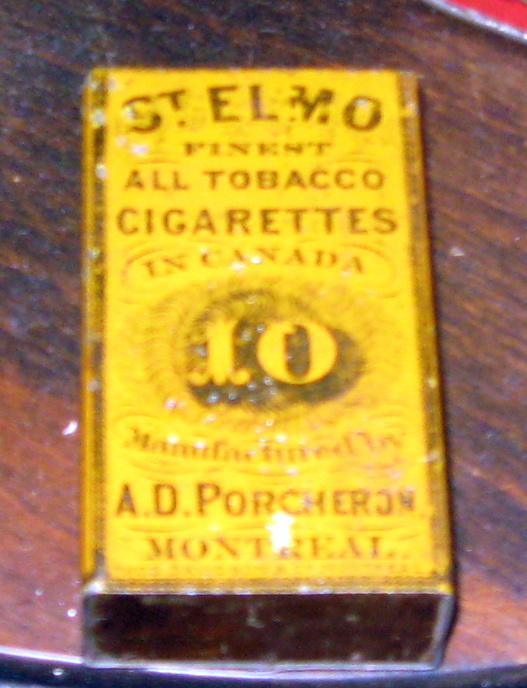 ST. ELMO
FINEST
ALL TOBACCO
CIGARETTES
IN CANADA
10
Manufactured by
A.D. PORCHERON.
MONTREAL.